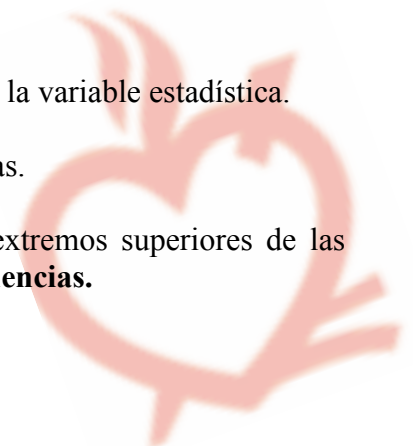 la variable estadística.
as.
extremos superiores de las
encias.